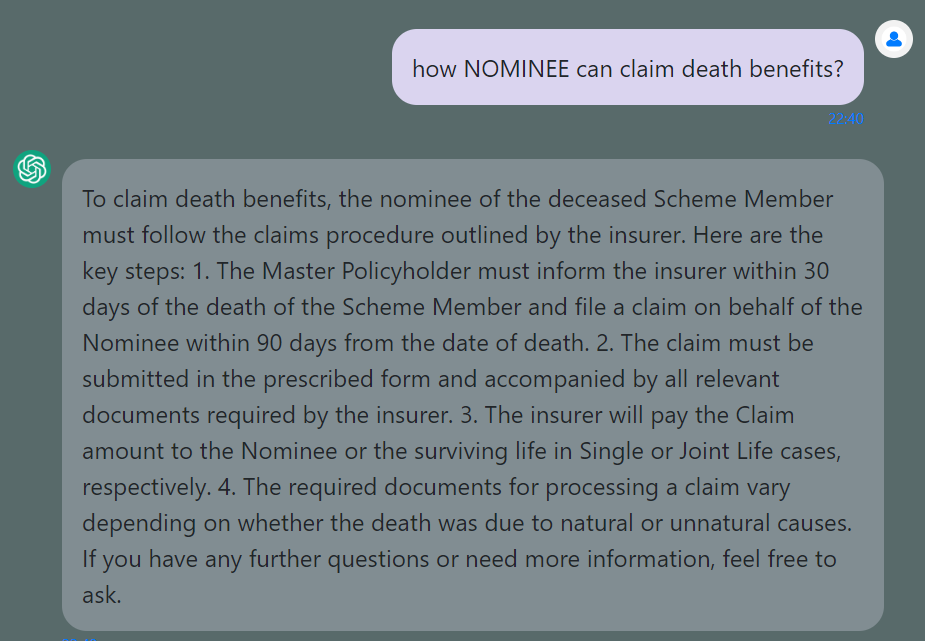 how NOMINEE can claim death benefits?
22:40
To claim death benefits, the nominee of the deceased Scheme Member
must follow the claims procedure outlined by the insurer. Here are the
key steps: 1. The Master Policyholder must inform the insurer within 30
days of the death of the Scheme Member and file a claim on behalf of the
Nominee within 90 days from the date of death. 2. The claim must be
submitted in the prescribed form and accompanied by all relevant
documents required by the insurer. 3. The insurer will pay the Claim
amount to the Nominee or the surviving life in Single or Joint Life cases,
respectively. 4. The required documents for processing a claim vary
depending on whether the death was due to natural or unnatural causes.
If you have any further questions or need more information, feel free to
ask.